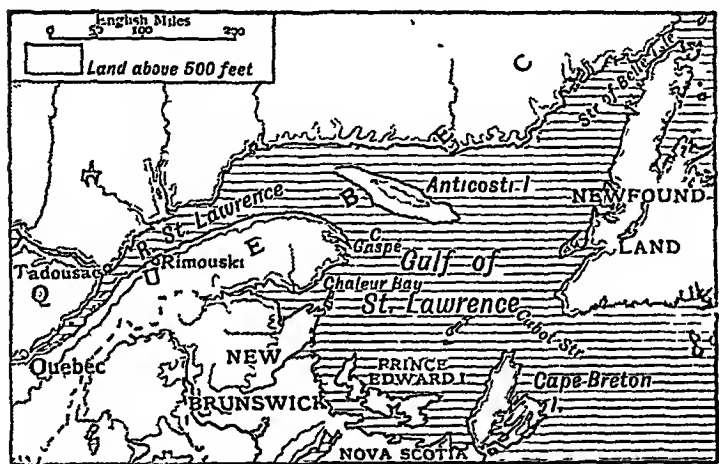 English Miles
0 50 100 200
Land above 500 feet
Str. of Belle Isle
C
E
B
E
U
Q
R. St. Lawrence
Anticosti. I
NEWFOUND-
LAND
C.
Gaspé
Tadousac
Rimouski
Gulf of
St. Lawrence
Chaleur Bay
Cabot Str.
Quebec
NEW
BRUNSWICK
PRINCE
EDWARD. I
Cape Breton
I.
NOVA SCOTIA